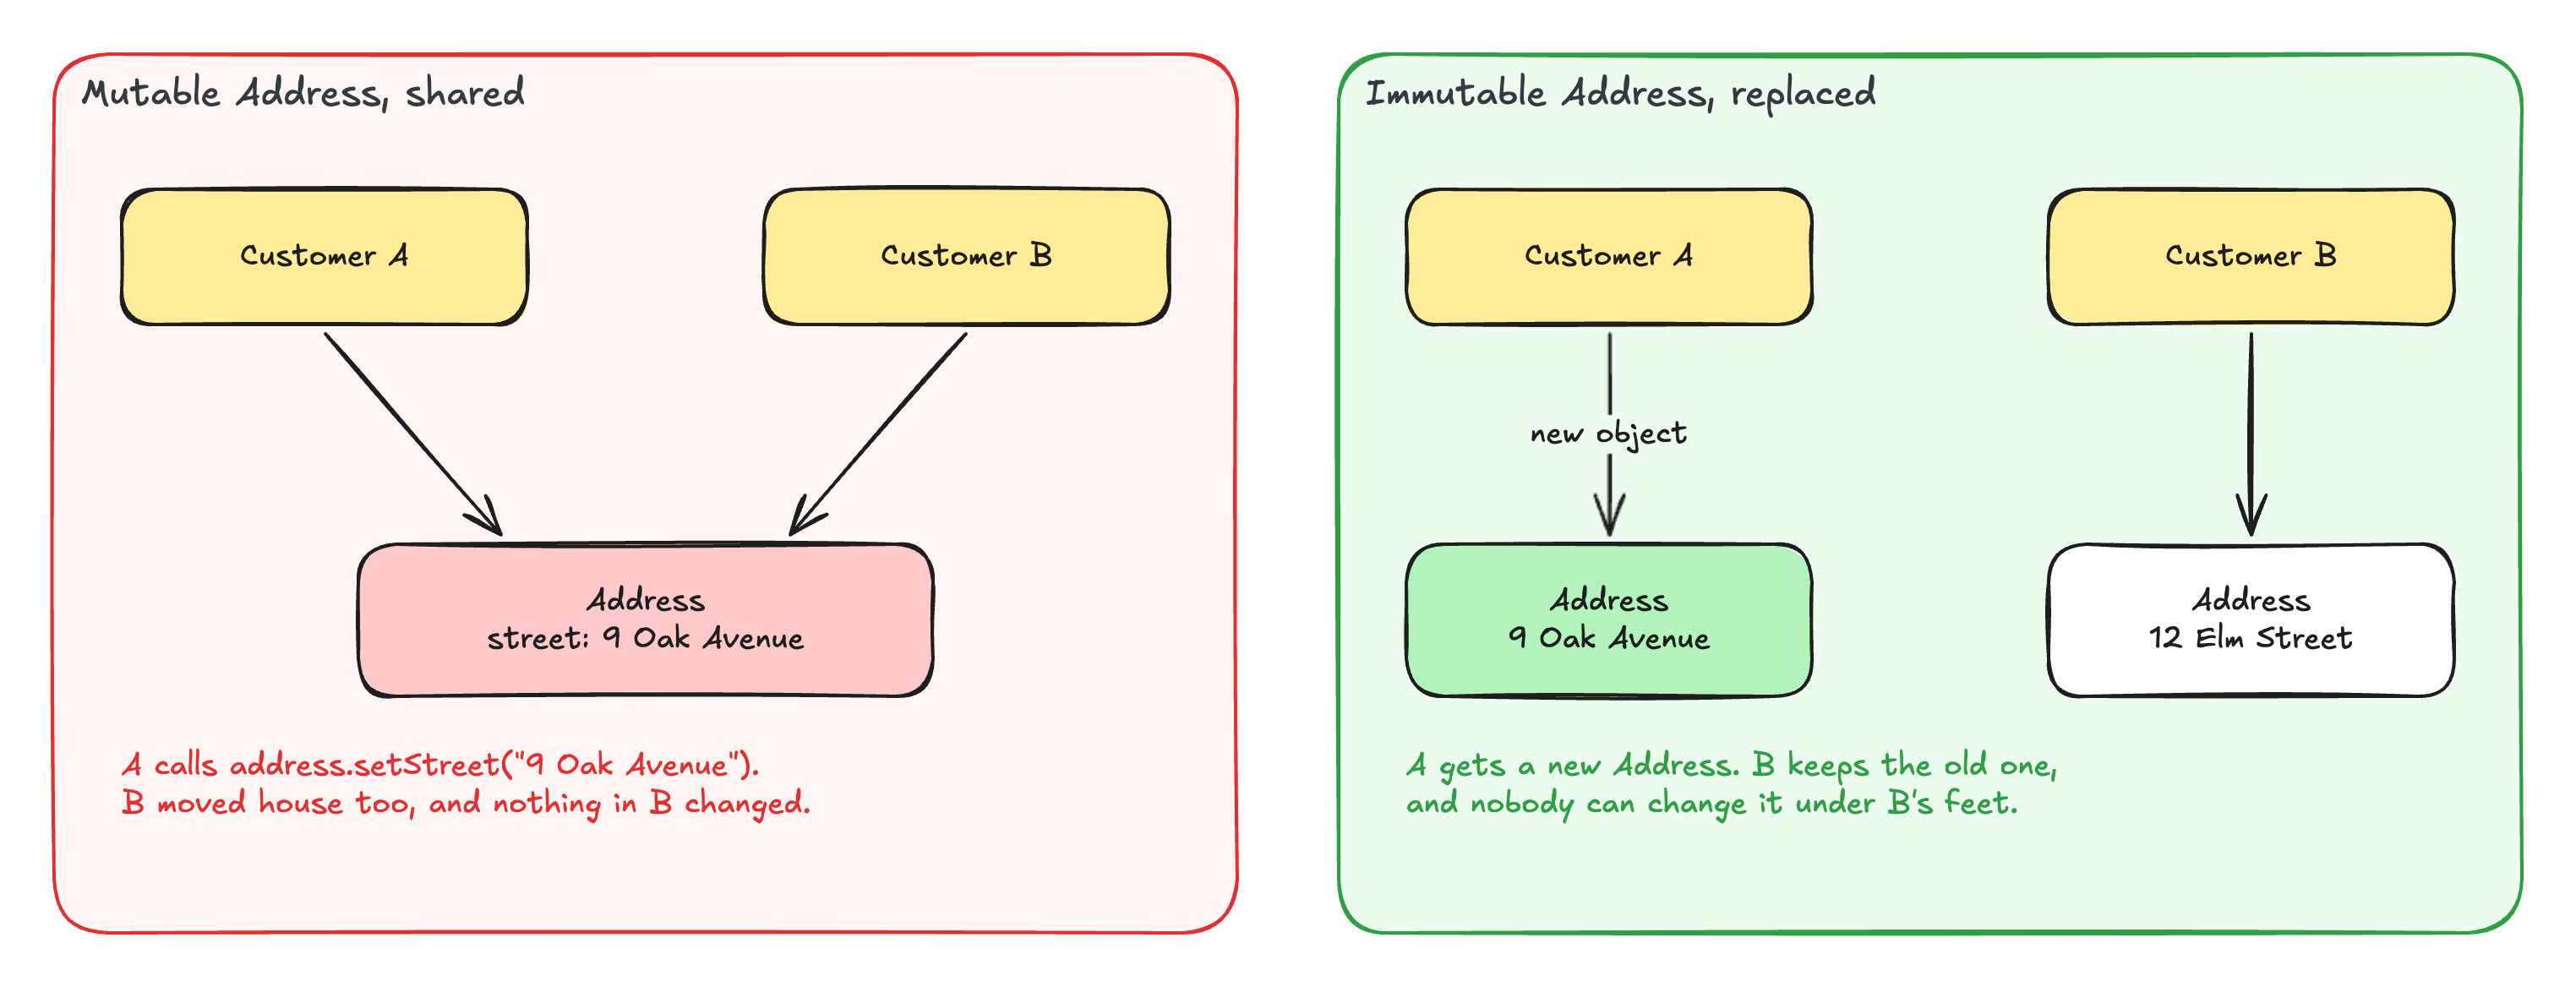 Mutable Address, shared
Customer A
Customer B
Address
street: 9 Oak Avenue
A calls address.setStreet("9 Oak Avenue").
B moved house too, and nothing in B changed.
Immutable Address, replaced
Customer A
Customer B
new object
Address
9 Oak Avenue
Address
12 Elm Street
A gets a new Address. B keeps the old one,
and nobody can change it under B's feet.